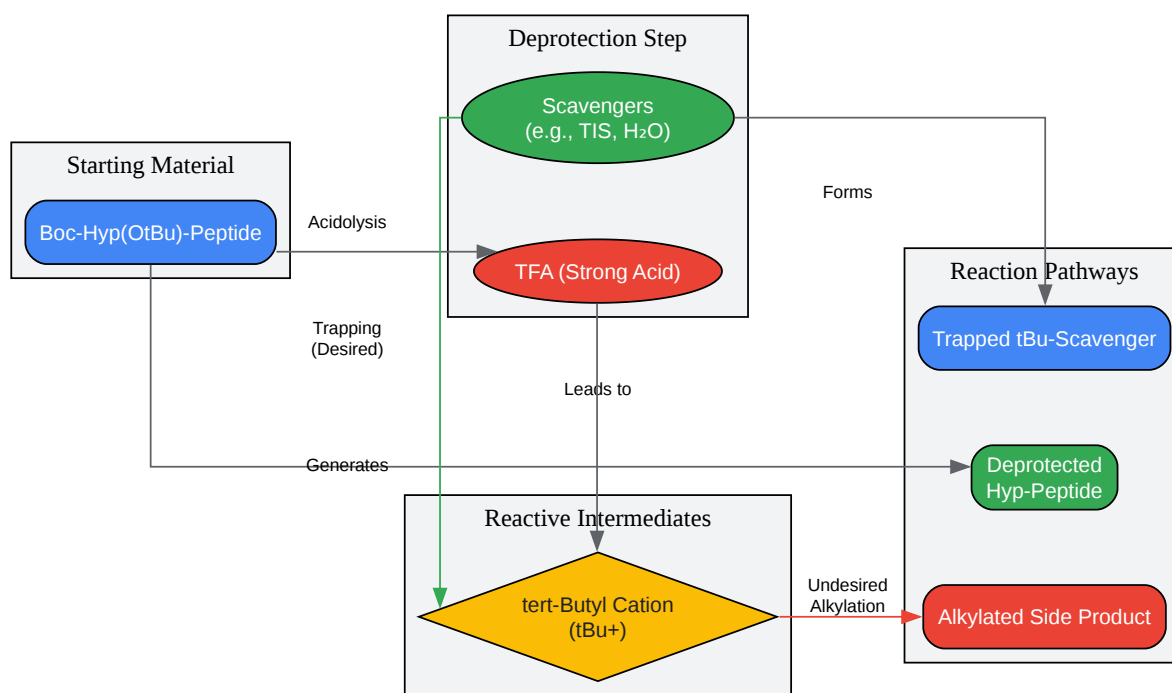 Deprotection Step
Scavengers
(e.g., TIS, H₂O)
Starting Material
Boc-Hyp(OtBu)-Peptide
Acidolysis
Forms
TFA (Strong Acid)
Reaction Pathways
Trapping
(Desired)
Trapped tBu-Scavenger
Leads to
Generates
Deprotected
Hyp-Peptide
Reactive Intermediates
tert-Butyl Cation
(tBu+)
Undesired
Alkylation
Alkylated Side Product